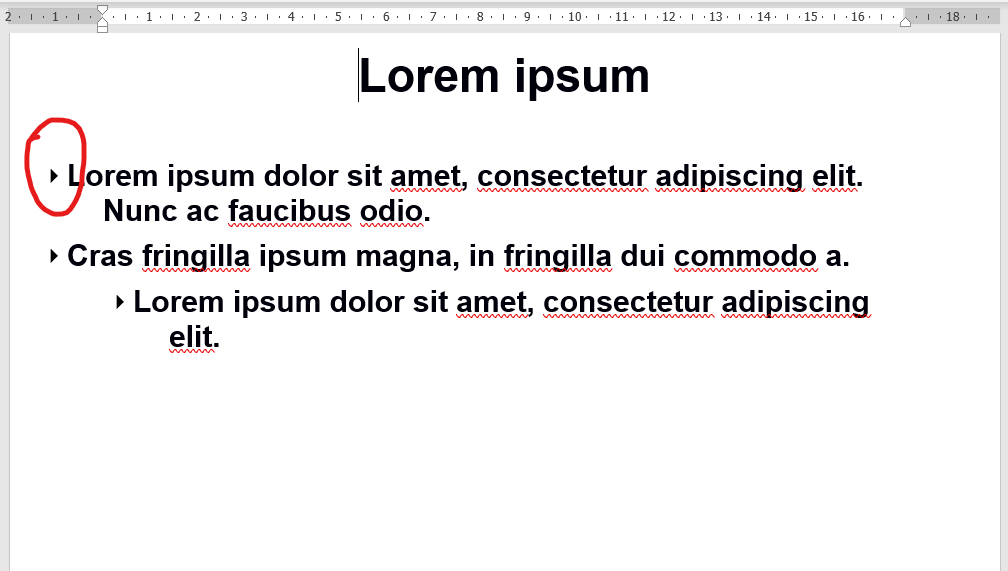 2 1 1 2 3 4 5 6 7 8 9 10 11 12 13 14 15 16 18
Lorem ipsum
Lorem ipsum dolor sit amet, consectetur adipiscing elit.
Nunc ac faucibus odio.
Cras fringilla ipsum magna, in fringilla dui commodo a.
Lorem ipsum dolor sit amet, consectetur adipiscing
elit.